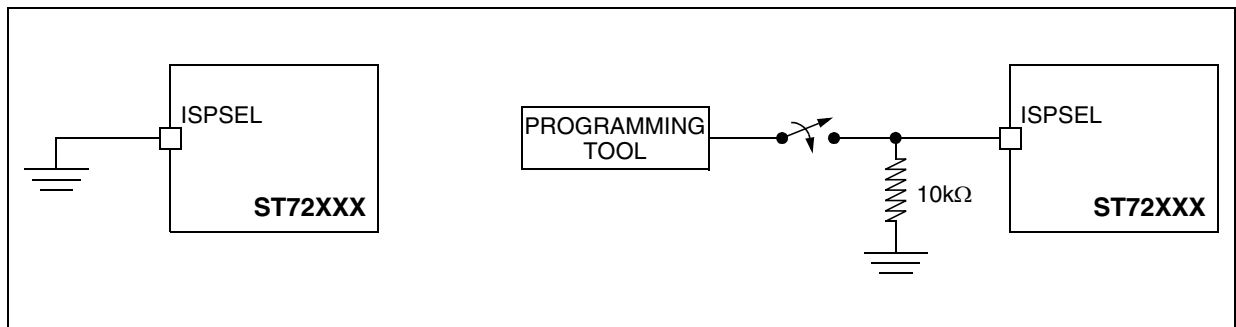 ISPSEL
ST72XXX
PROGRAMMING
TOOL
10kΩ
ISPSEL
ST72XXX